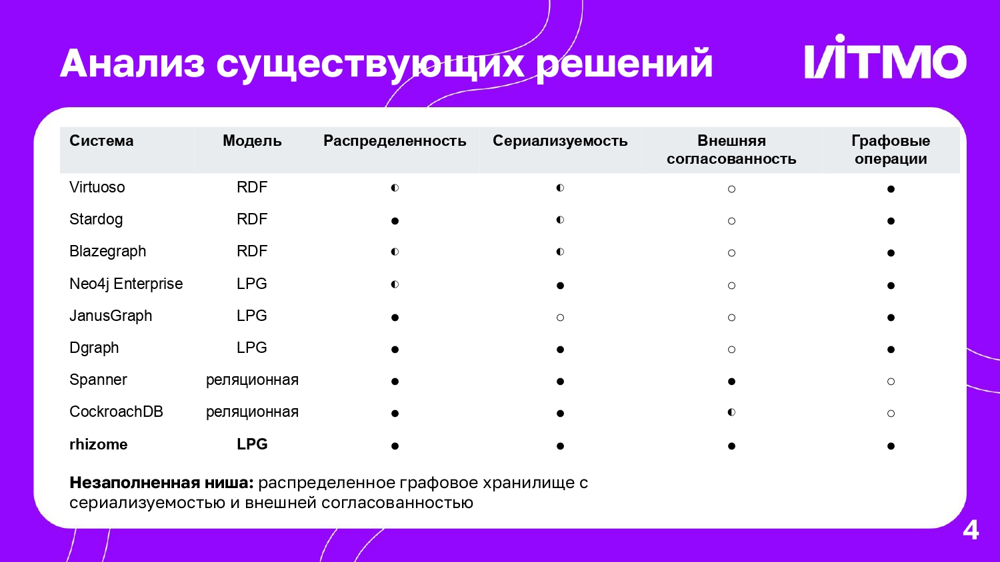 Анализ существующих решений
ИТМО
Система Модель Распределенность Сериализуемость Внешняя согласованность Графовые операции
Virtuoso RDF ◐ ◐ ○ ●
Stardog RDF ● ◐ ○ ●
Blazegraph RDF ◐ ◐ ○ ●
Neo4j Enterprise LPG ◐ ● ○ ●
JanusGraph LPG ● ○ ○ ●
Dgraph LPG ● ● ○ ●
Spanner реляционная ● ● ● ○
CockroachDB реляционная ● ● ◐ ○
rhizome LPG ● ● ● ●
Незаполненная ниша: распределенное графовое хранилище с
сериализуемостью и внешней согласованностью
4